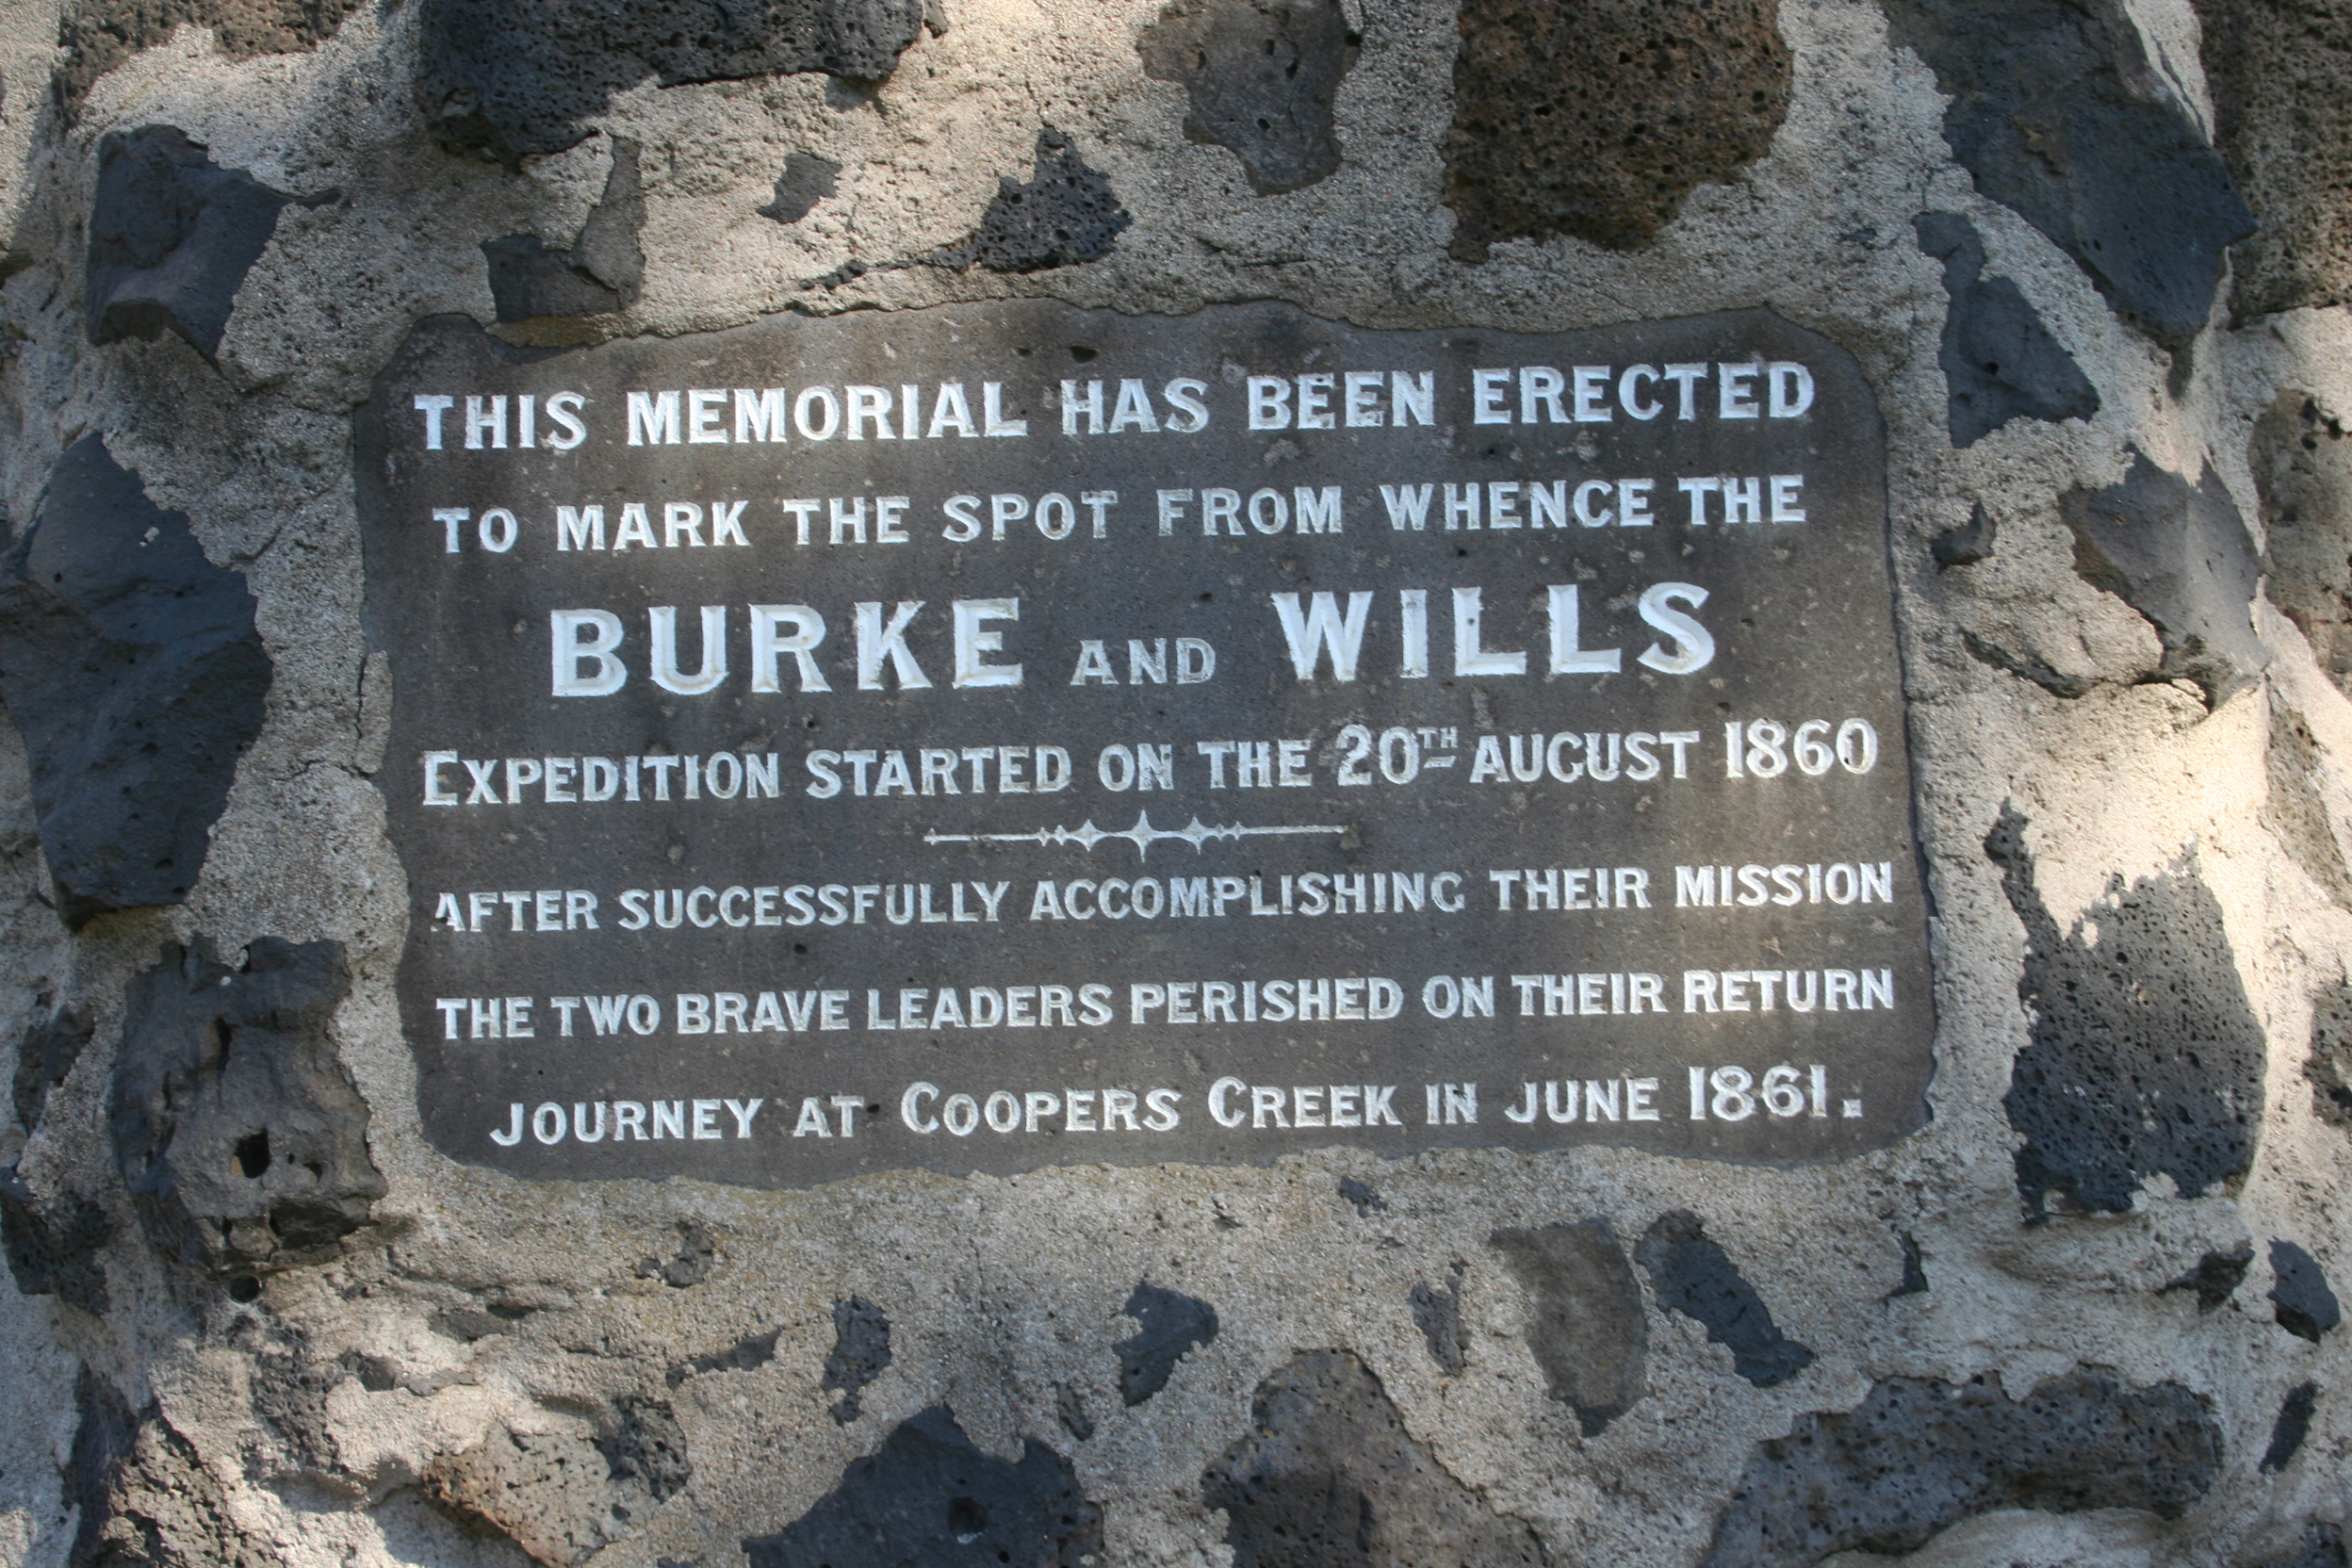 THIS MEMORIAL HAS BEEN ERECTED
TO MARK THE SPOT FROM WHENCE THE
BURKE AND WILLS
EXPEDITION STARTED ON THE 20TH AUGUST 1860
AFTER SUCCESSFULLY ACCOMPLISHING THEIR MISSION
THE TWO BRAVE LEADERS PERISHED ON THEIR RETURN
JOURNEY AT COOPERS CREEK IN JUNE 1861.